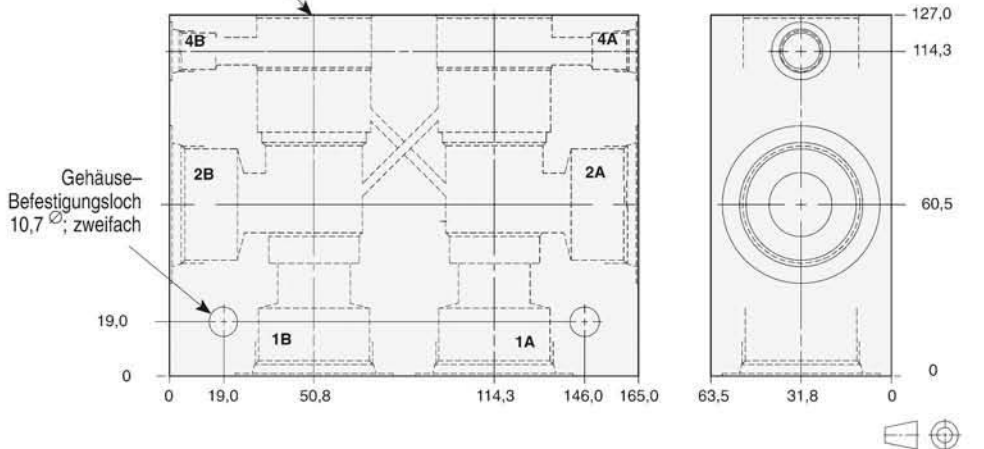 4B
4A
127,0
114,3
2B
2A
Gehäuse–
Befestigungsloch
10,7 ∅; zweifach
60,5
19,0
1B
1A
0
0
0
19,0
50,8
114,3
146,0
165,0
63,5
31,8
0